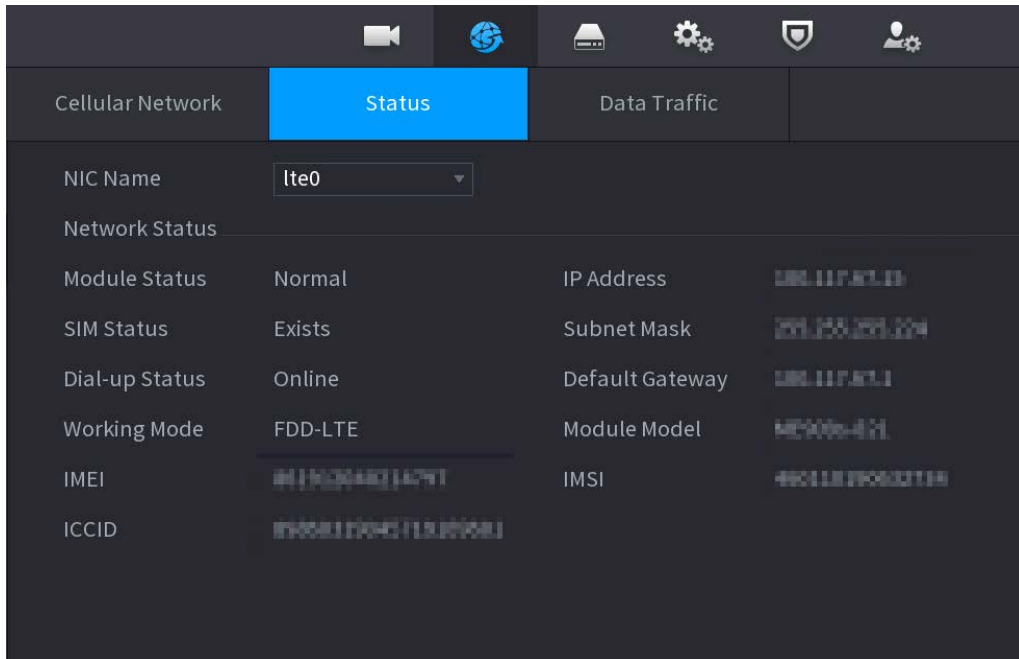 Cellular Network Status Data Traffic
NIC Name lte0
Network Status
Module Status Normal IP Address
SIM Status Exists Subnet Mask
Dial-up Status Online Default Gateway
Working Mode FDD-LTE Module Model
IMEI IMSI
ICCID